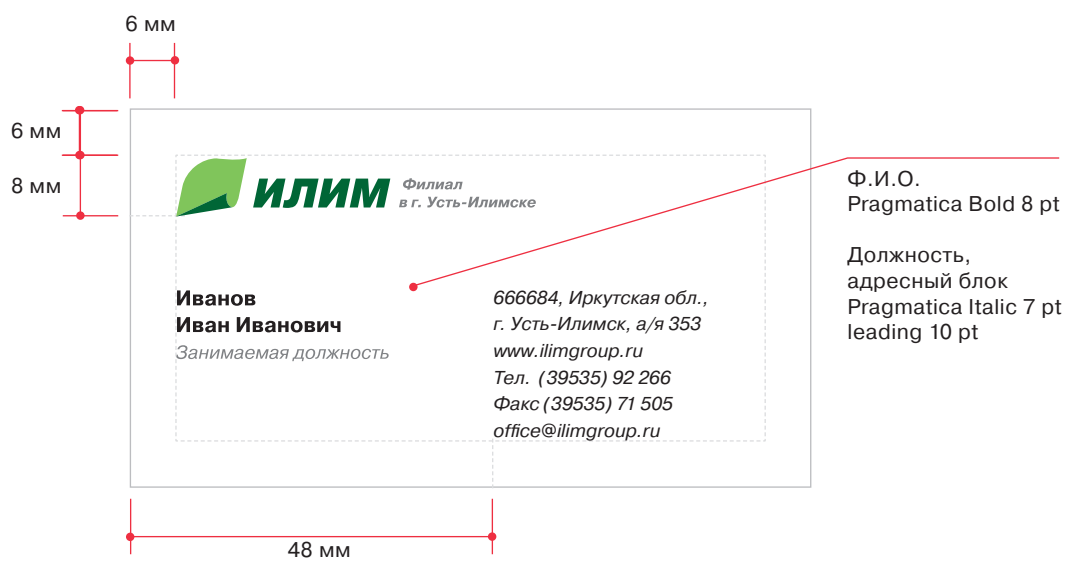 6 мм
6 мм
8 мм
ИЛИМ
Филиал
в г. Усть-Илимске
Иванов
Иван Иванович
Занимаемая должность
666684, Иркутская обл.,
г. Усть-Илимск, а/я 353
www.ilimgroup.ru
Тел. (39535) 92 266
Факс (39535) 71 505
office@ilimgroup.ru
Ф.И.О.
Pragmatica Bold 8 pt
Должность,
адресный блок
Pragmatica Italic 7 pt
leading 10 pt
48 мм